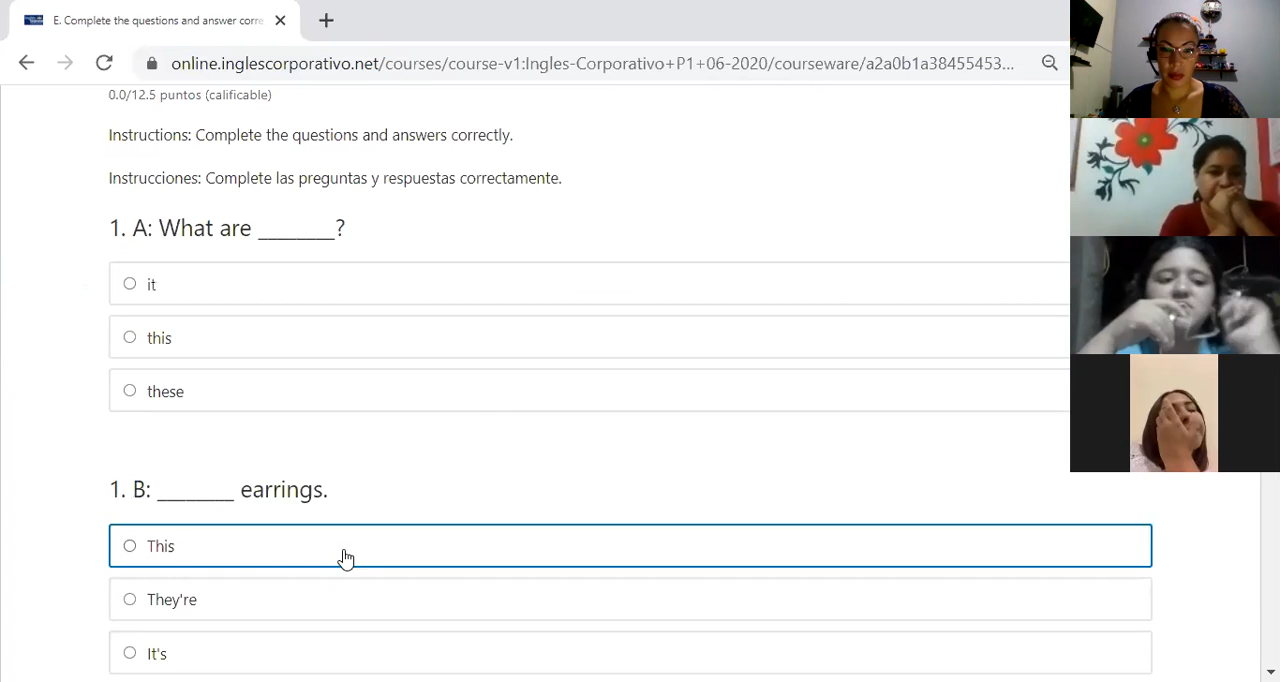 E. Complete the questions and answer corre
online.inglescorporativo.net/courses/course-v1:Ingles-Corporativo+P1+06-2020/courseware/a2a0b1a38455453...
0.0/12.5 puntos (calificable)
Instructions: Complete the questions and answers correctly.
Instrucciones: Complete las preguntas y respuestas correctamente.
1. A: What are _______?
it
this
these
1. B: _______ earrings.
This
They're
It's